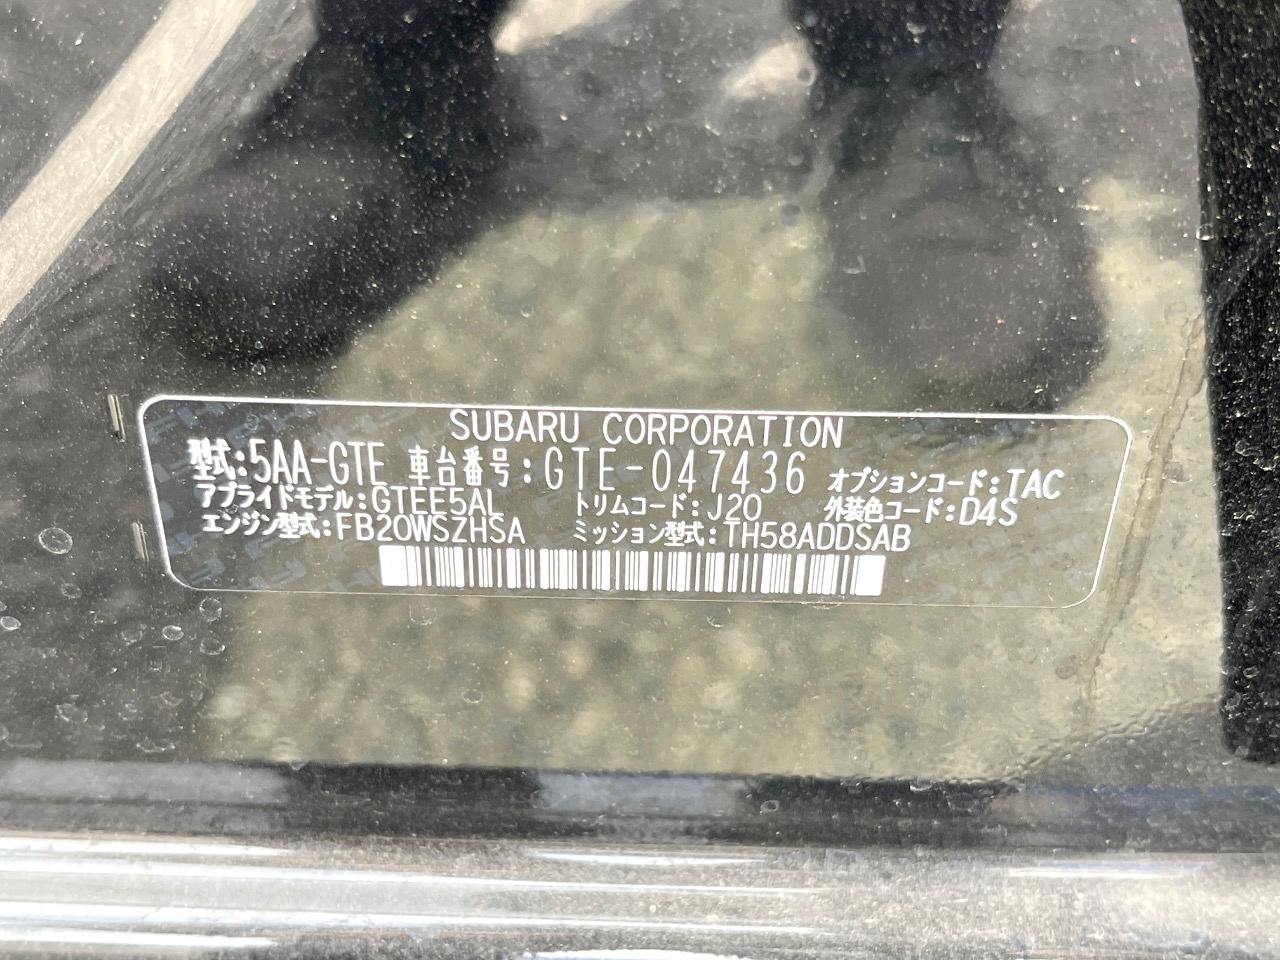 SUBARU CORPORATION
型式:5AA-GTE 車台番号:GTE-047436 オプションコード:TAC
アプライドモデル:GTEE5AL トリムコード:J20 外装色コード:D4S
エンジン型式:FB20WSZHSA ミッション型式:TH58ADDSAB